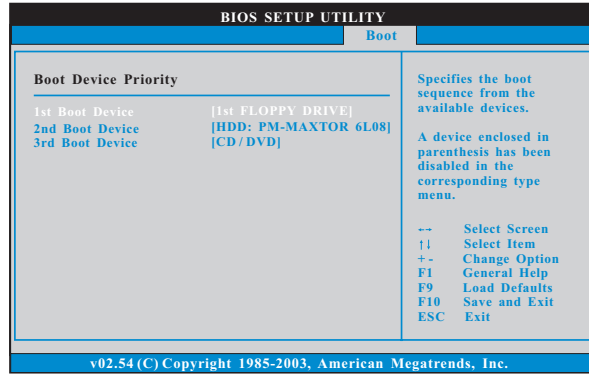 BIOS SETUP UTILITY
Boot
Boot Device Priority
1st Boot Device [1st FLOPPY DRIVE]
2nd Boot Device [HDD: PM-MAXTOR 6L08]
3rd Boot Device [CD / DVD]
Specifies the boot
sequence from the
available devices.
A device enclosed in
parenthesis has been
disabled in the
corresponding type
menu.
←→ Select Screen
↑↓ Select Item
+ - Change Option
F1 General Help
F9 Load Defaults
F10 Save and Exit
ESC Exit
v02.54 (C) Copyright 1985-2003, American Megatrends, Inc.